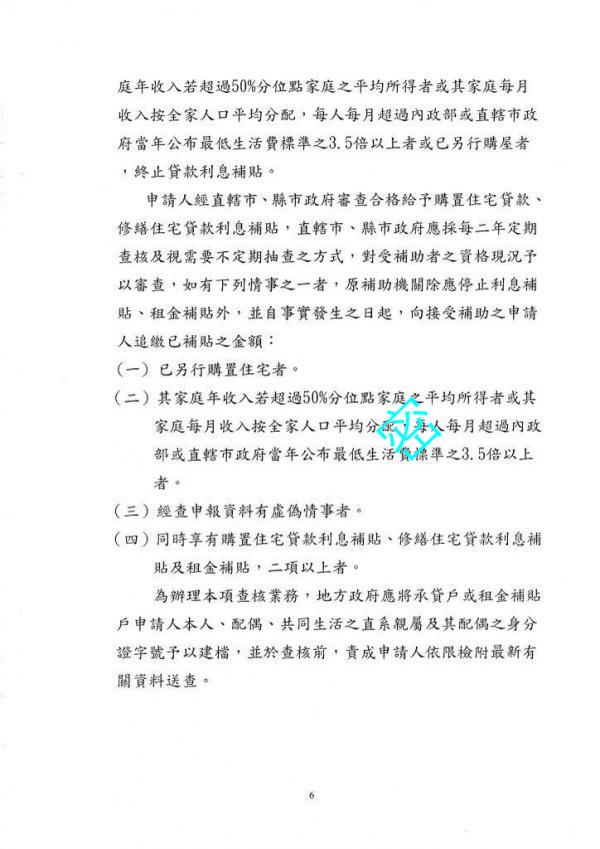 庭年收入若超過50%分位點家庭之平均所得者或其家庭每月
收入按全家人口平均分配，每人每月超過內政部或直轄市政
府當年公布最低生活費標準之3.5倍以上者或已另行購屋者
，終止貸款利息補貼。
申請人經直轄市、縣市政府審查合格給予購置住宅貸款、
修繕住宅貸款利息補貼，直轄市、縣市政府應採每二年定期
查核及視需要不定期抽查之方式，對受補助者之資格現況予
以審查，如有下列情事之一者，原補助機關除應停止利息補
貼、租金補貼外，並自事實發生之日起，向接受補助之申請
人追繳已補貼之金額：
(一) 已另行購置住宅者。
(二) 其家庭年收入若超過50%分位點家庭之平均所得者或其
家庭每月收入按全家人口平均分配，每人每月超過內政
部或直轄市政府當年公布最低生活費標準之3.5倍以上
者。
(三) 經查申報資料有虛偽情事者。
(四) 同時享有購置住宅貸款利息補貼、修繕住宅貸款利息補
貼及租金補貼，二項以上者。
為辦理本項查核業務，地方政府應將承貸戶或租金補貼
戶申請人本人、配偶、共同生活之直系親屬及其配偶之身分
證字號予以建檔，並於查核前，責成申請人依限檢附最新有
關資料送查。
6